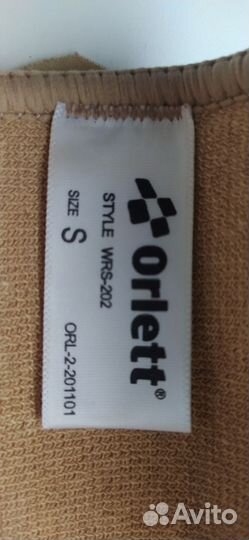 Orlett®
STYLE WRS-202
SIZE S
ORL-2-201101
Avito